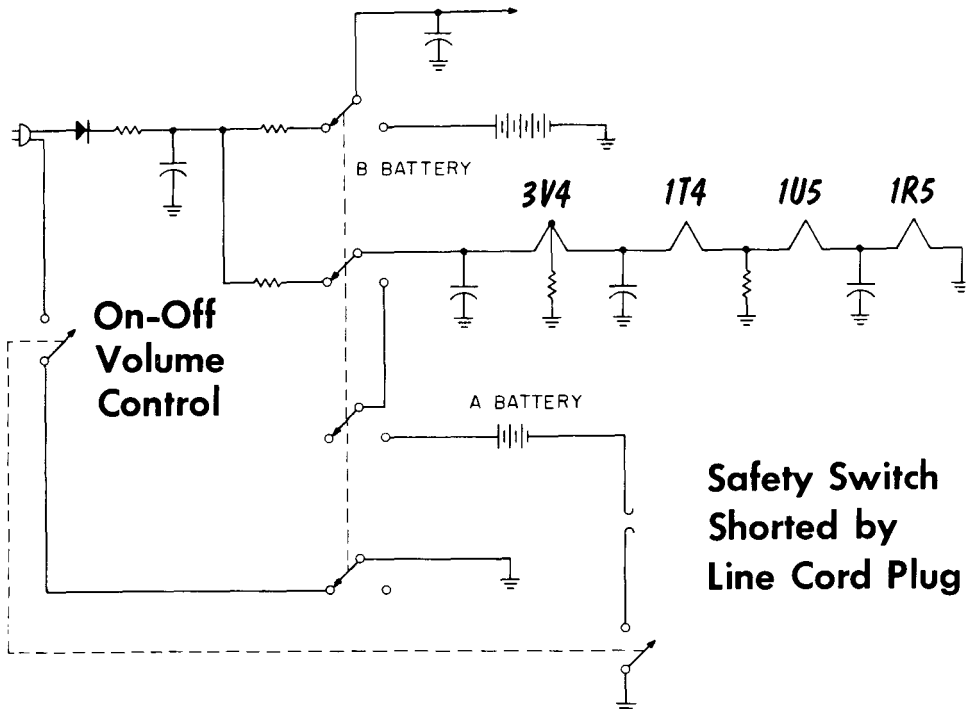 B BATTERY
3V4
1T4
1U5
1R5
On-Off
Volume
Control
A BATTERY
Safety Switch
Shorted by
Line Cord Plug